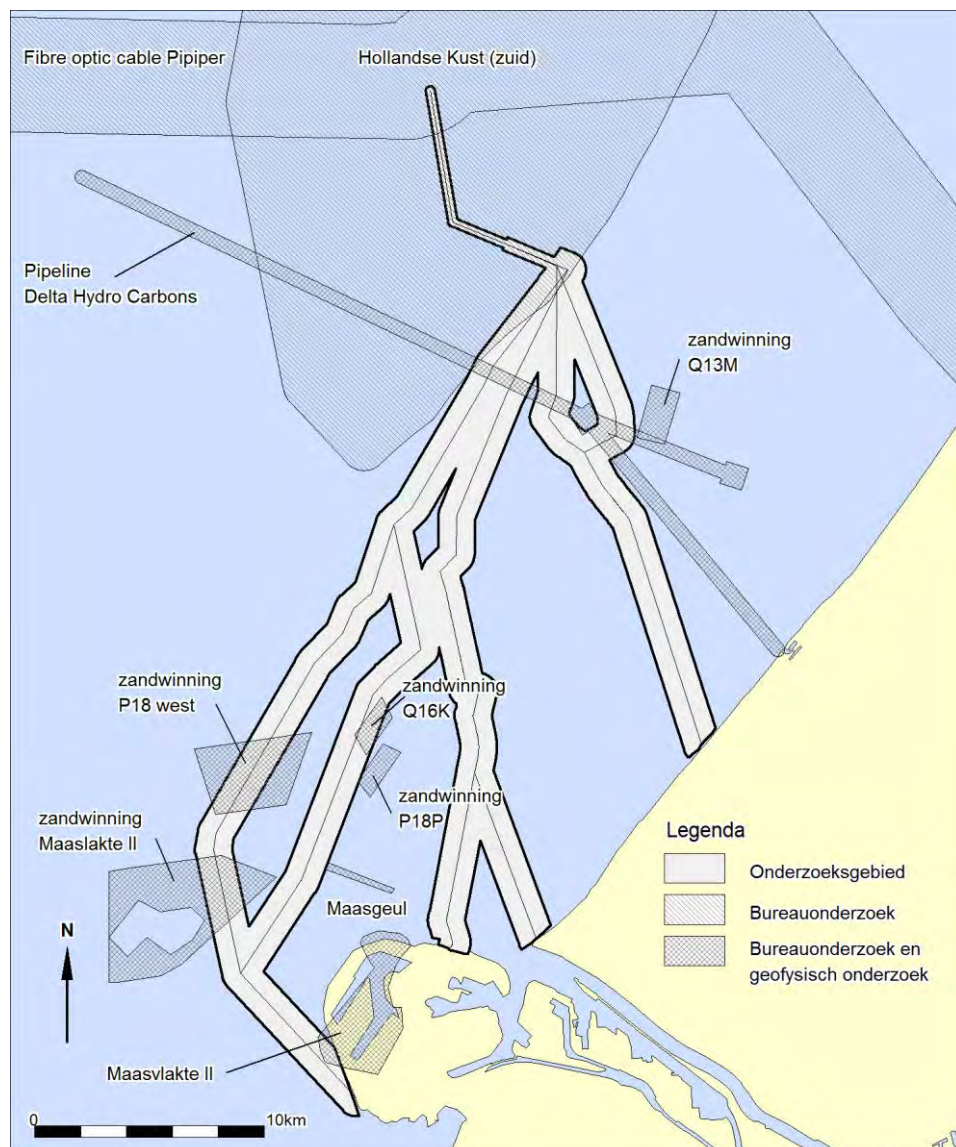 Fibre optic cable Pipiper
Hollandse Kust (zuid)
Pipeline
Delta Hydro Carbons
zandwinning
Q13M
zandwinning
P18 west
zandwinning
Q16K
zandwinning
P18P
zandwinning
Maaslakte II
Maasgeul
N
Maasvlakte II
0
10km
Legenda
Onderzoeksgebied
Bureauonderzoek
Bureauonderzoek en
geofysisch onderzoek